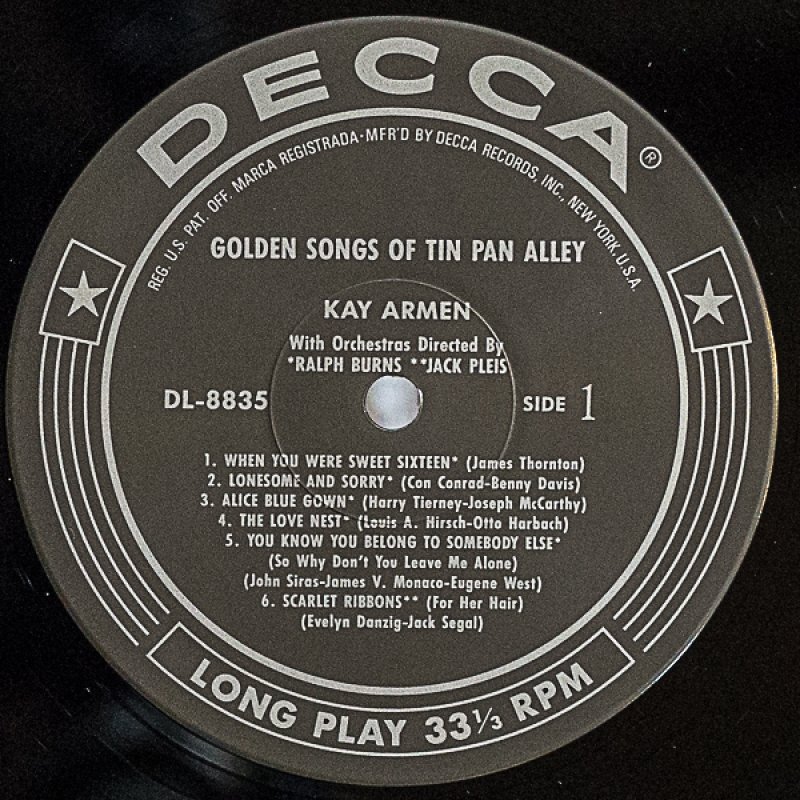 DECCA®
REG. U.S. PAT. OFF. MARCA REGISTRADA • MFR'D BY DECCA RECORDS, INC., NEW YORK, U.S.A.
GOLDEN SONGS OF TIN PAN ALLEY
KAY ARMEN
With Orchestras Directed By
*RALPH BURNS **JACK PLEIS
DL-8835
SIDE 1
1. WHEN YOU WERE SWEET SIXTEEN* (James Thornton)
2. LONESOME AND SORRY* (Con Conrad-Benny Davis)
3. ALICE BLUE GOWN* (Harry Tierney-Joseph McCarthy)
4. THE LOVE NEST* (Louis A. Hirsch-Otto Harbach)
5. YOU KNOW YOU BELONG TO SOMEBODY ELSE*
(So Why Don't You Leave Me Alone)
(John Siras-James V. Monaco-Eugene West)
6. SCARLET RIBBONS** (For Her Hair)
(Evelyn Danzig-Jack Segal)
LONG PLAY 33⅓ RPM